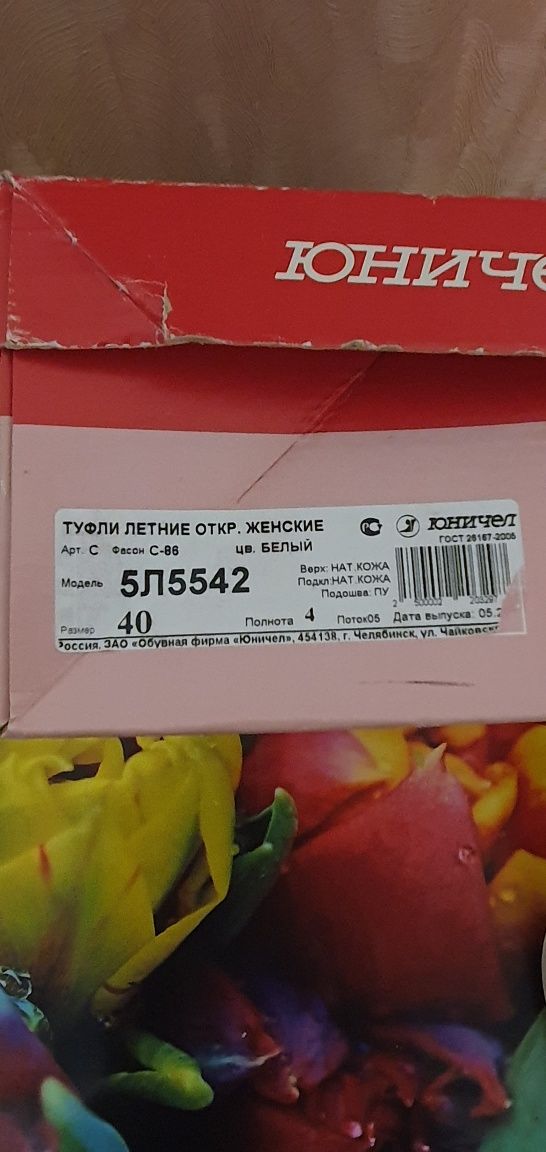 ЮНИЧЕ
ТУФЛИ ЛЕТНИЕ ОТКР. ЖЕНСКИЕ
РСТ ЮНИЧЕЛ
ГОСТ 26167-2005
Арт. С Фасон С-86 цв. БЕЛЫЙ
Модель 5Л5542
Верх: НАТ.КОЖА
Подкл:НАТ.КОЖА
Подошва: ПУ
Размер 40 Полнота 4 Поток05 Дата выпуска: 05.2
Россия, ЗАО «Обувная фирма «Юничел», 454138, г. Челябинск, ул. Чайковск